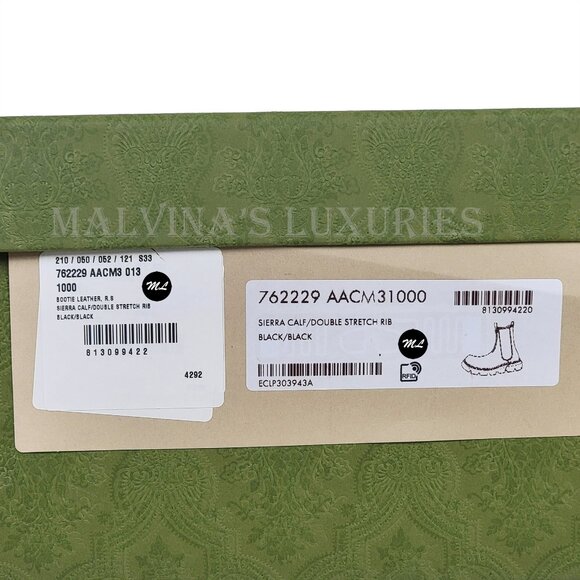 MALVINA'S LUXURIES
210 / 050 / 052 / 121 S33
762229 AACM3 013
1000
ML
BOOTIE LEATHER, R.S
SIERRA CALF/DOUBLE STRETCH RIB
BLACK/BLACK
813099422
4292
762229 AACM31000
8130994220
SIERRA CALF/DOUBLE STRETCH RIB
BLACK/BLACK
ML
ECLP303943A
RFID